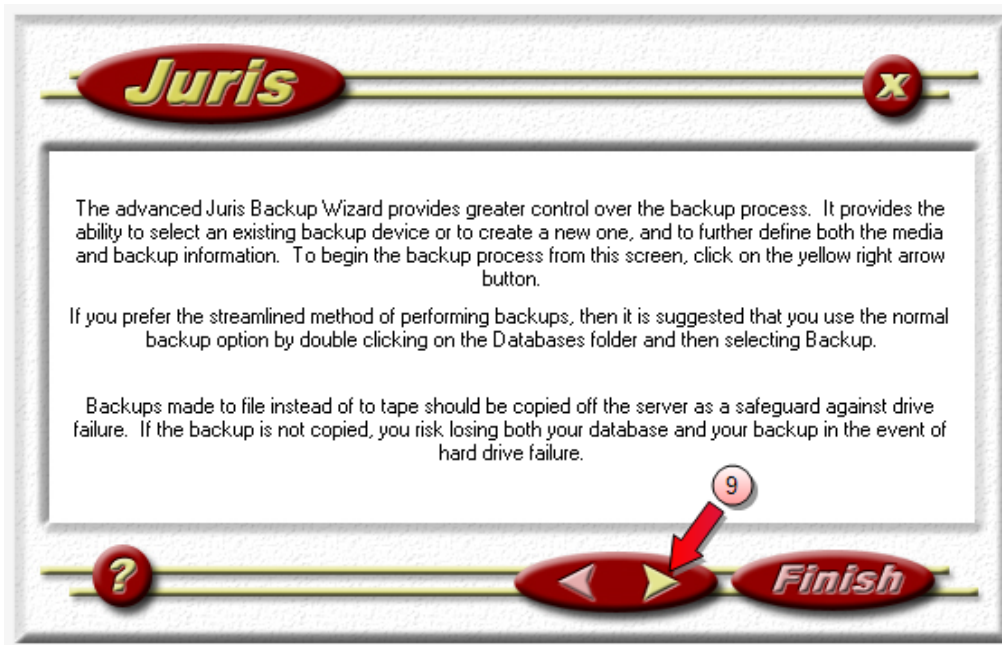 Juris
X
The advanced Juris Backup Wizard provides greater control over the backup process.  It provides the
ability to select an existing backup device or to create a new one, and to further define both the media
and backup information.  To begin the backup process from this screen, click on the yellow right arrow
button.
If you prefer the streamlined method of performing backups, then it is suggested that you use the normal
backup option by double clicking on the Databases folder and then selecting Backup.
Backups made to file instead of to tape should be copied off the server as a safeguard against drive
failure.  If the backup is not copied, you risk losing both your database and your backup in the event of
hard drive failure.
9
?
Finish